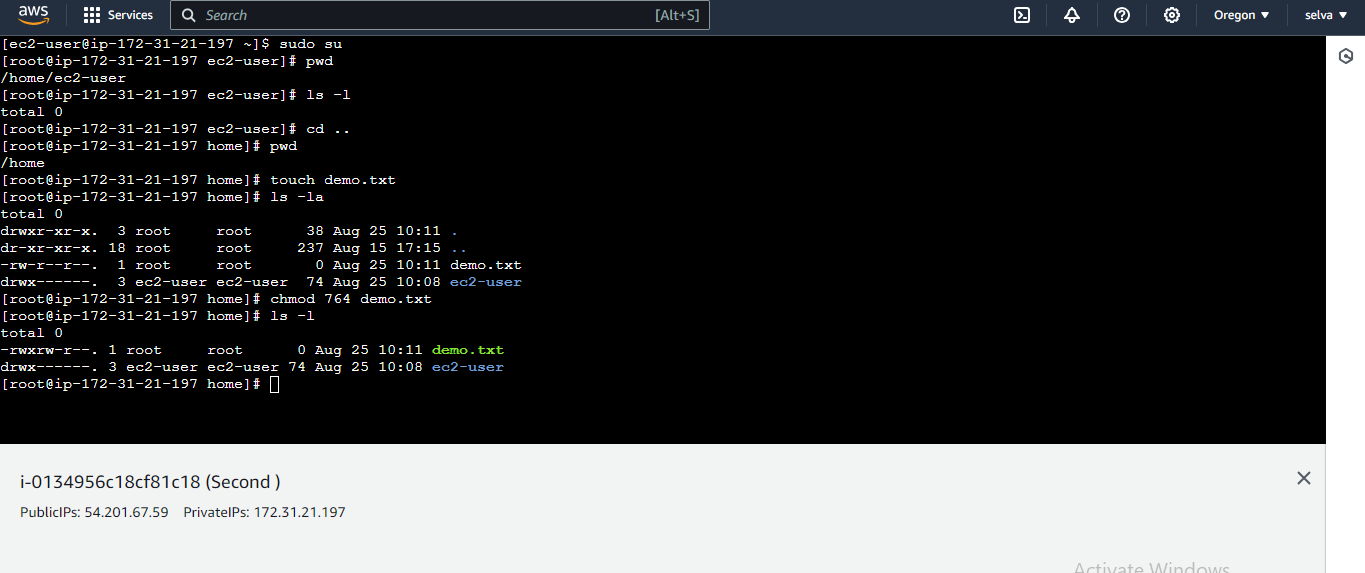 aws Services Search [Alt+S] Oregon ▼ selva ▼
[ec2-user@ip-172-31-21-197 ~]$ sudo su
[root@ip-172-31-21-197 ec2-user]# pwd
/home/ec2-user
[root@ip-172-31-21-197 ec2-user]# ls -l
total 0
[root@ip-172-31-21-197 ec2-user]# cd ..
[root@ip-172-31-21-197 home]# pwd
/home
[root@ip-172-31-21-197 home]# touch demo.txt
[root@ip-172-31-21-197 home]# ls -la
total 0
drwxr-xr-x.  3 root     root      38 Aug 25 10:11 .
dr-xr-xr-x. 18 root     root     237 Aug 15 17:15 ..
-rw-r--r--.  1 root     root       0 Aug 25 10:11 demo.txt
drwx------.  3 ec2-user ec2-user  74 Aug 25 10:08 ec2-user
[root@ip-172-31-21-197 home]# chmod 764 demo.txt
[root@ip-172-31-21-197 home]# ls -l
total 0
-rwxrw-r--. 1 root     root      0 Aug 25 10:11 demo.txt
drwx------. 3 ec2-user ec2-user 74 Aug 25 10:08 ec2-user
[root@ip-172-31-21-197 home]#
i-0134956c18cf81c18 (Second )
PublicIPs: 54.201.67.59 PrivateIPs: 172.31.21.197
Activate Windows